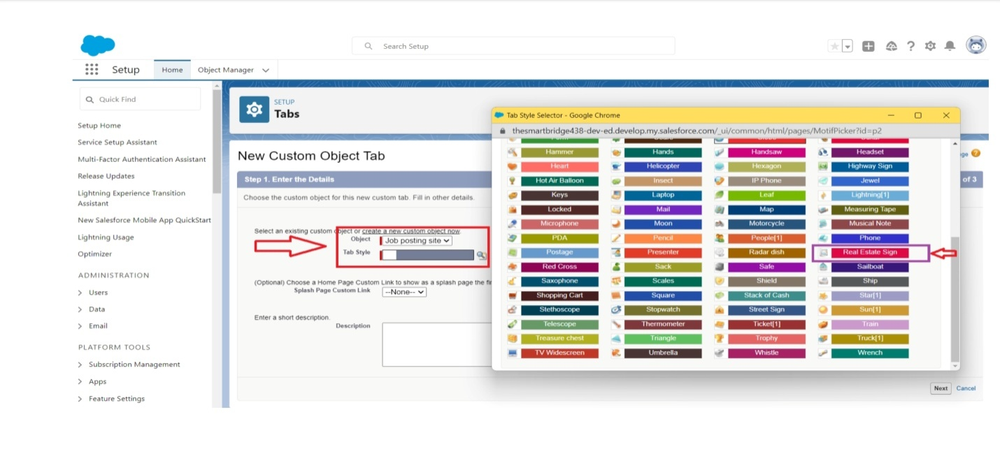 Search Setup
Setup
Home
Object Manager
Quick Find
Setup Home
Service Setup Assistant
Multi-Factor Authentication Assistant
Release Updates
Lightning Experience Transition
Assistant
New Salesforce Mobile App QuickStart
Lightning Usage
Optimizer
ADMINISTRATION
Users
Data
Email
PLATFORM TOOLS
Subscription Management
Apps
Feature Settings
SETUP
Tabs
New Custom Object Tab
Step 1. Enter the Details
of 3
Choose the custom object for this new custom tab. Fill in other details.
Select an existing custom object or create a new custom object now.
Object Job posting site
Tab Style
(Optional) Choose a Home Page Custom Link to show as a splash page the fi
Splash Page Custom Link --None--
Enter a short description.
Description
Next Cancel
Tab Style Selector - Google Chrome
thesmartbridge438-dev-ed.develop.my.salesforce.com/_ui/common/html/pages/MotifPicker?id=p2
Hammer Hands Handsaw Headset
Heart Helicopter Hexagon Highway Sign
Hot Air Balloon Insect IP Phone Jewel
Keys Laptop Leaf Lightning[1]
Locked Mail Map Measuring Tape
Microphone Moon Motorcycle Musical Note
PDA Pencil People[1] Phone
Postage Presenter Radar dish Real Estate Sign
Red Cross Sack Safe Sailboat
Saxophone Scales Shield Ship
Shopping Cart Square Stack of Cash Star[1]
Stethoscope Stopwatch Street Sign Sun[1]
Telescope Thermometer Ticket[1] Train
Treasure chest Triangle Trophy Truck[1]
TV Widescreen Umbrella Whistle Wrench